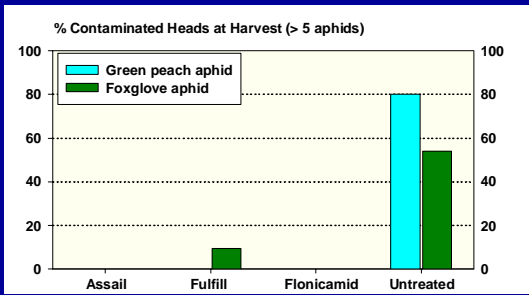 % Contaminated Heads at Harvest (> 5 aphids)
100
100
Green peach aphid
Foxglove aphid
80
80
60
60
40
40
20
20
0
0
Assail
Fulfill
Flonicamid
Untreated